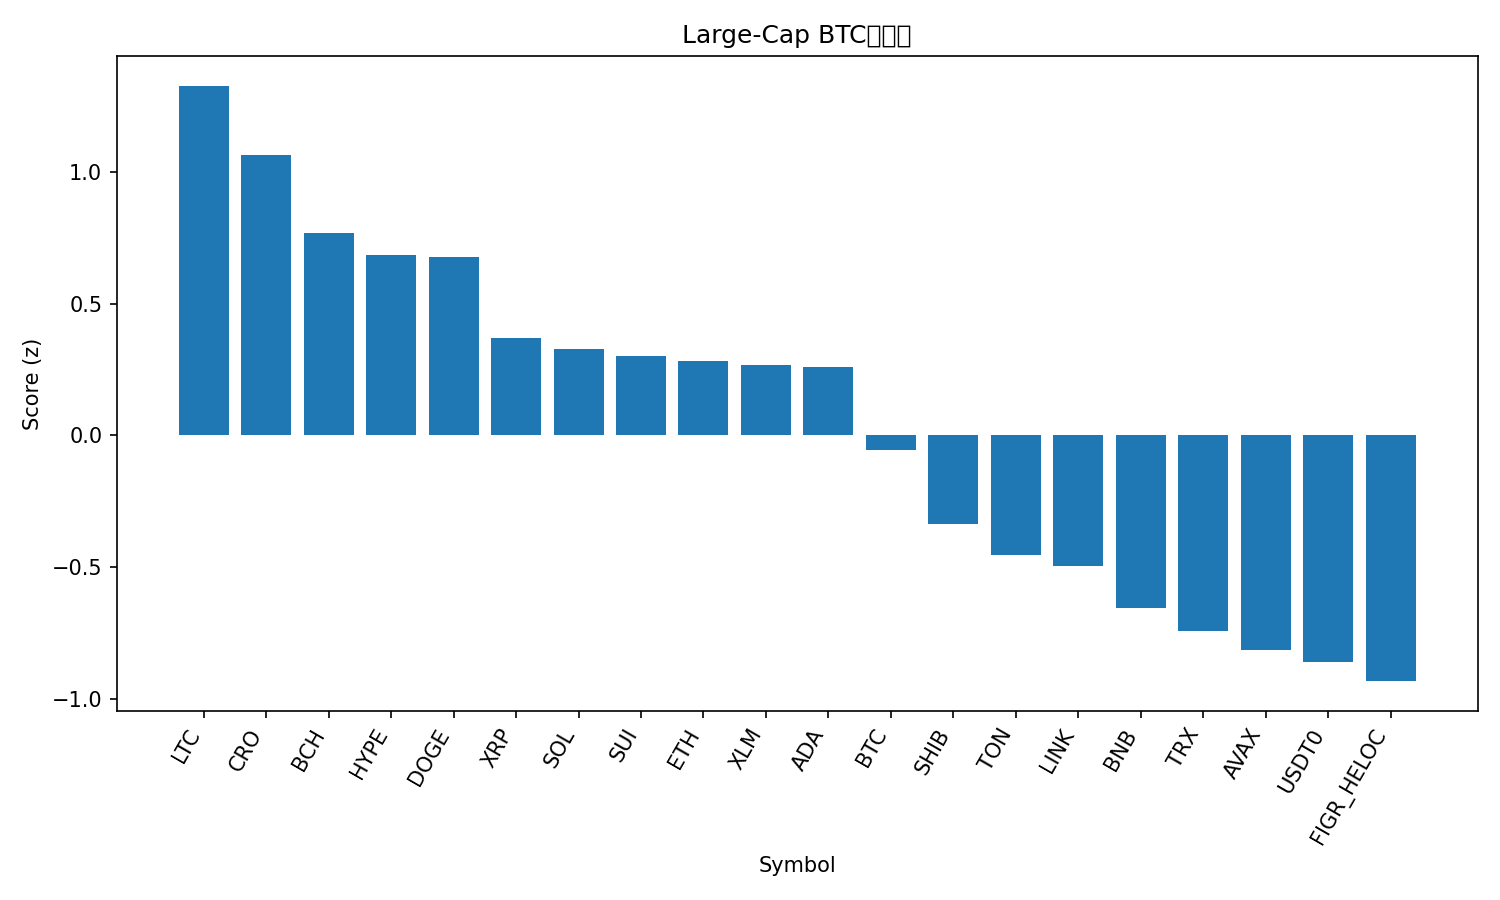 Large-Cap BTC
Score (z)
1.0
0.5
0.0
−0.5
−1.0
LTC
CRO
BCH
HYPE
DOGE
XRP
SOL
SUI
ETH
XLM
ADA
BTC
SHIB
TON
LINK
BNB
TRX
AVAX
USDT0
FIGR_HELOC
Symbol